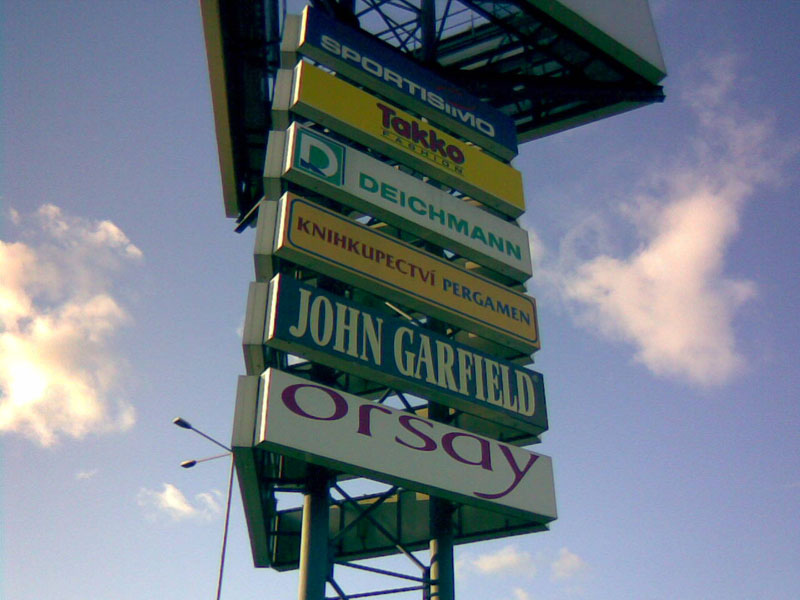 SPORTISIMO
Takko
FASHION
D
DEICHMANN
KNIHKUPECTVÍ PERGAMEN
JOHN GARFIELD
orsay